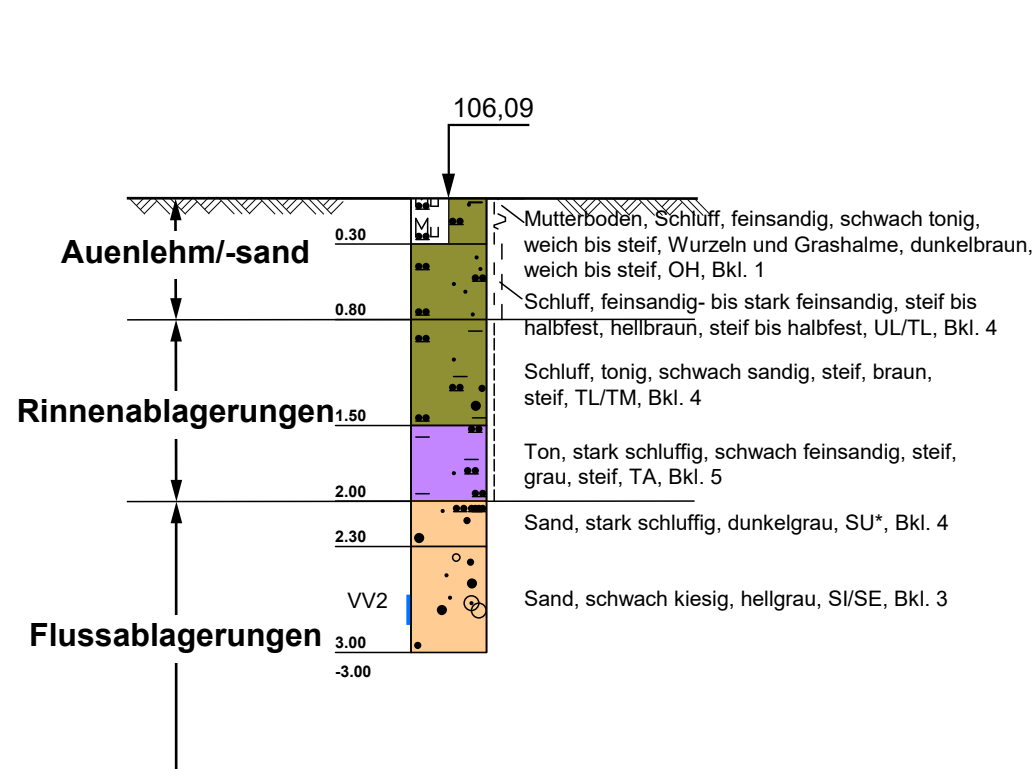 106,09
Mu
Mu
Mutterboden, Schluff, feinsandig, schwach tonig,
weich bis steif, Wurzeln und Grashalme, dunkelbraun,
weich bis steif, OH, Bkl. 1
0.30
Auenlehm/-sand
Schluff, feinsandig- bis stark feinsandig, steif bis
halbfest, hellbraun, steif bis halbfest, UL/TL, Bkl. 4
0.80
Schluff, tonig, schwach sandig, steif, braun,
steif, TL/TM, Bkl. 4
Rinnenablagerungen
1.50
Ton, stark schluffig, schwach feinsandig, steif,
grau, steif, TA, Bkl. 5
2.00
Sand, stark schluffig, dunkelgrau, SU*, Bkl. 4
2.30
VV2
Sand, schwach kiesig, hellgrau, SI/SE, Bkl. 3
Flussablagerungen
3.00
-3.00